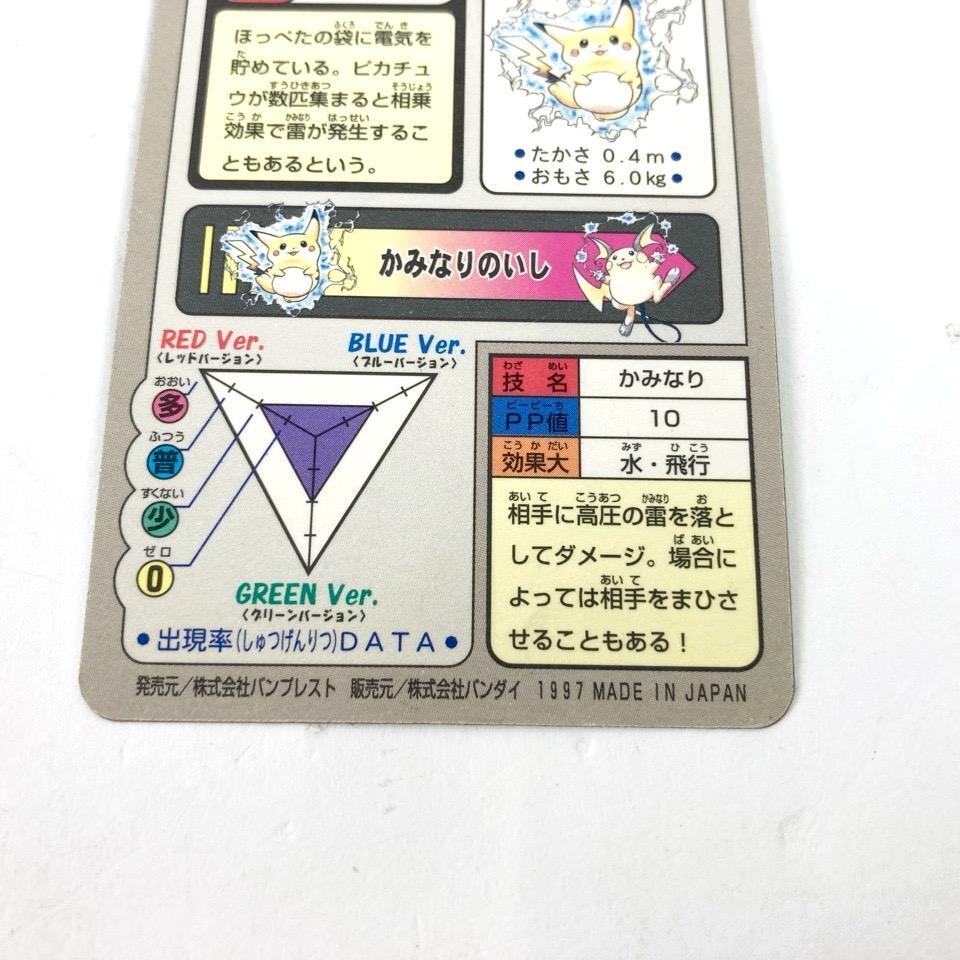 ほっぺたの袋に電気を
貯めている。ピカチュ
ウが数匹集まると相乗
効果で雷が発生するこ
ともあるという。
●たかさ 0.4m●
●おもさ 6.0kg●
かみなりのいし
RED Ver.
〈レッドバージョン〉
BLUE Ver.
〈ブルーバージョン〉
おおい
多
ふつう
普
すくない
少
ゼロ
0
GREEN Ver.
〈グリーンバージョン〉
●出現率(しゅつげんりつ)DATA●
技名 かみなり
PP値 10
効果大 水・飛行
相手に高圧の雷を落と
してダメージ。場合に
よっては相手をまひさ
せることもある!
発売元/株式会社バンプレスト 販売元/株式会社バンダイ 1997 MADE IN JAPAN